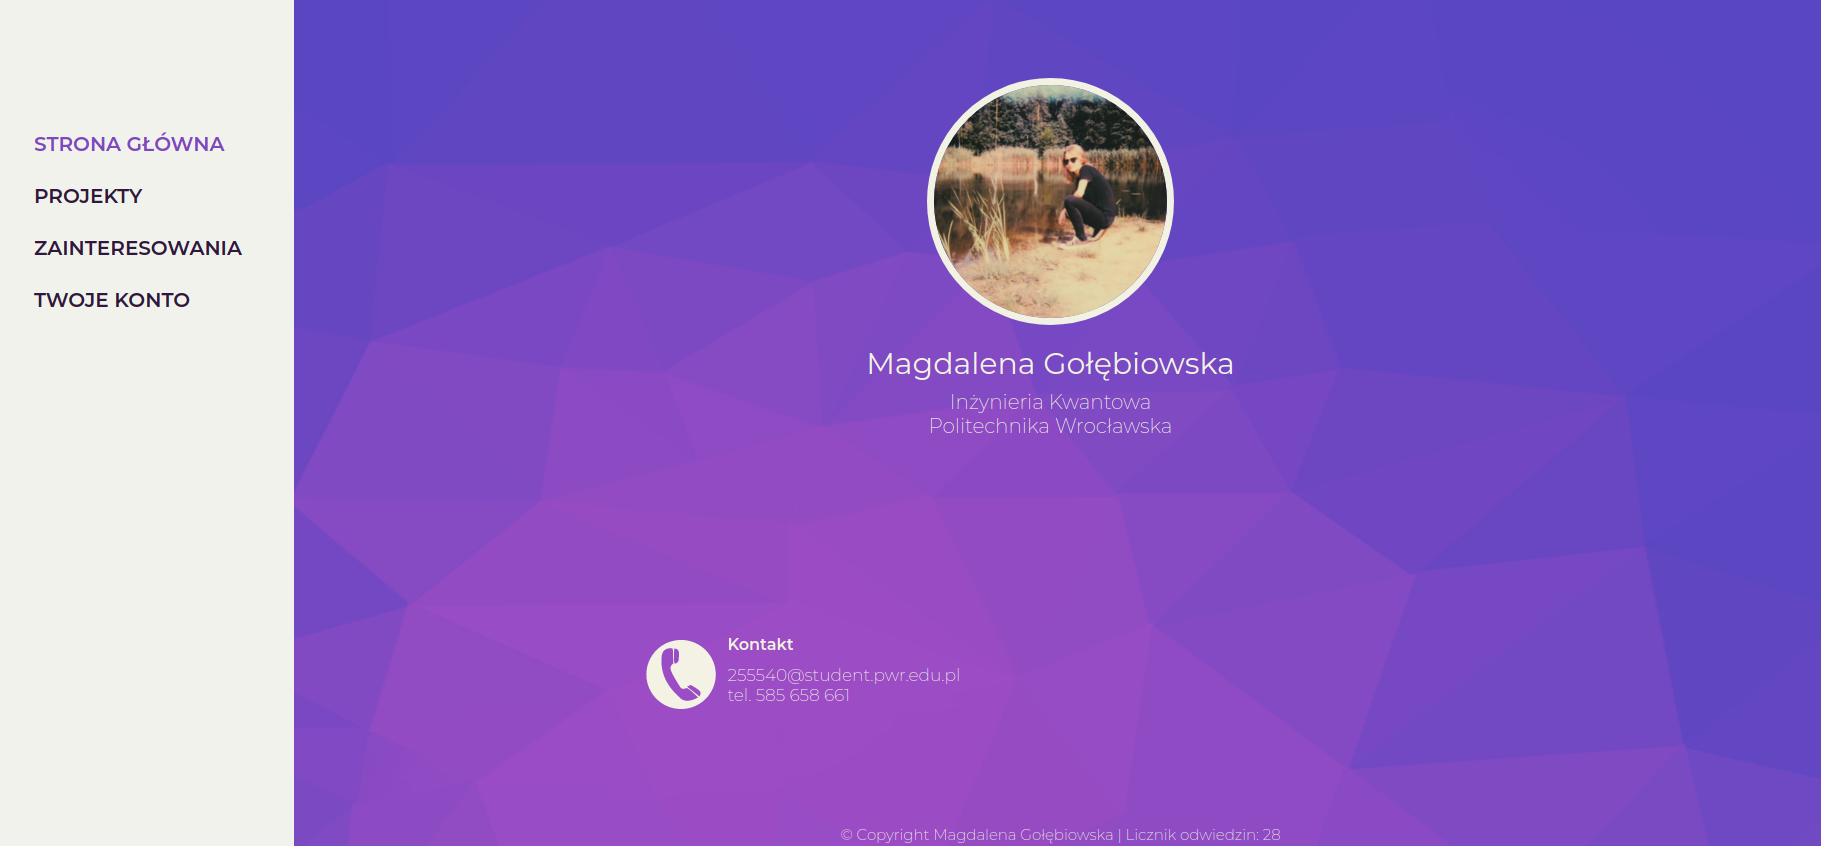 STRONA GŁÓWNA
PROJEKTY
ZAINTERESOWANIA
TWOJE KONTO
Magdalena Gołębiowska
Inżynieria Kwantowa
Politechnika Wrocławska
Kontakt
255540@student.pwr.edu.pl
tel. 585 658 661
© Copyright Magdalena Gołębiowska | Licznik odwiedzin: 28